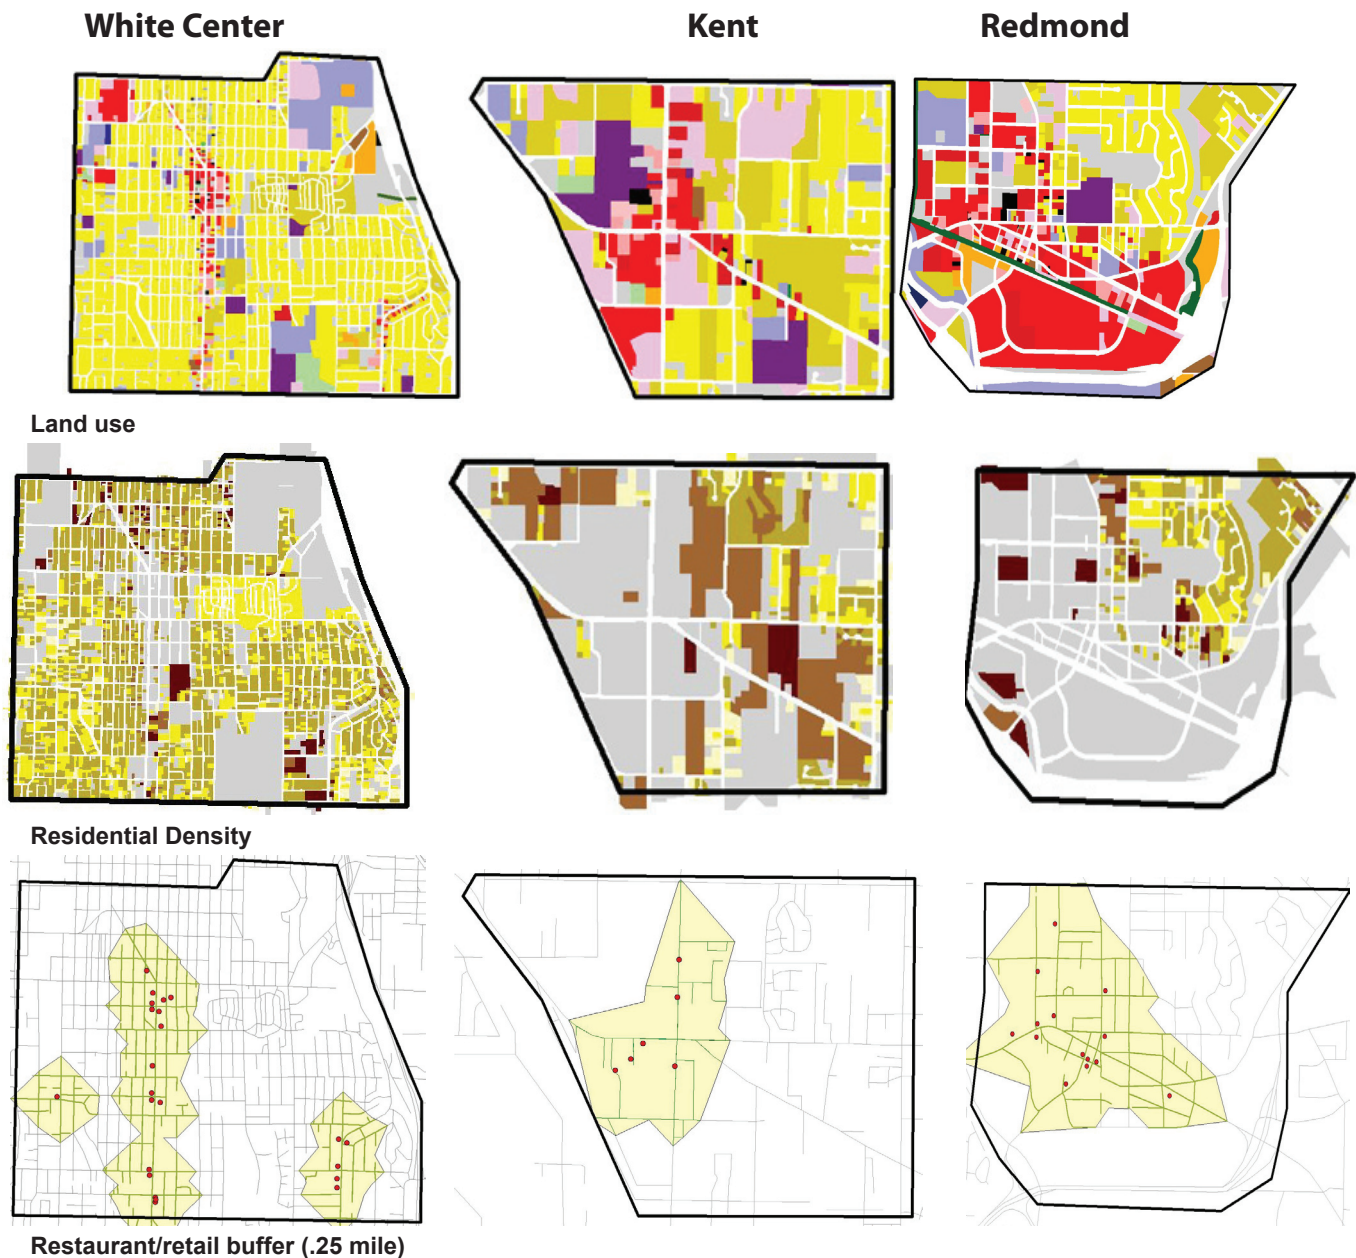 White Center
Kent
Redmond
Land use
Residential Density
Restaurant/retail buffer (.25 mile)